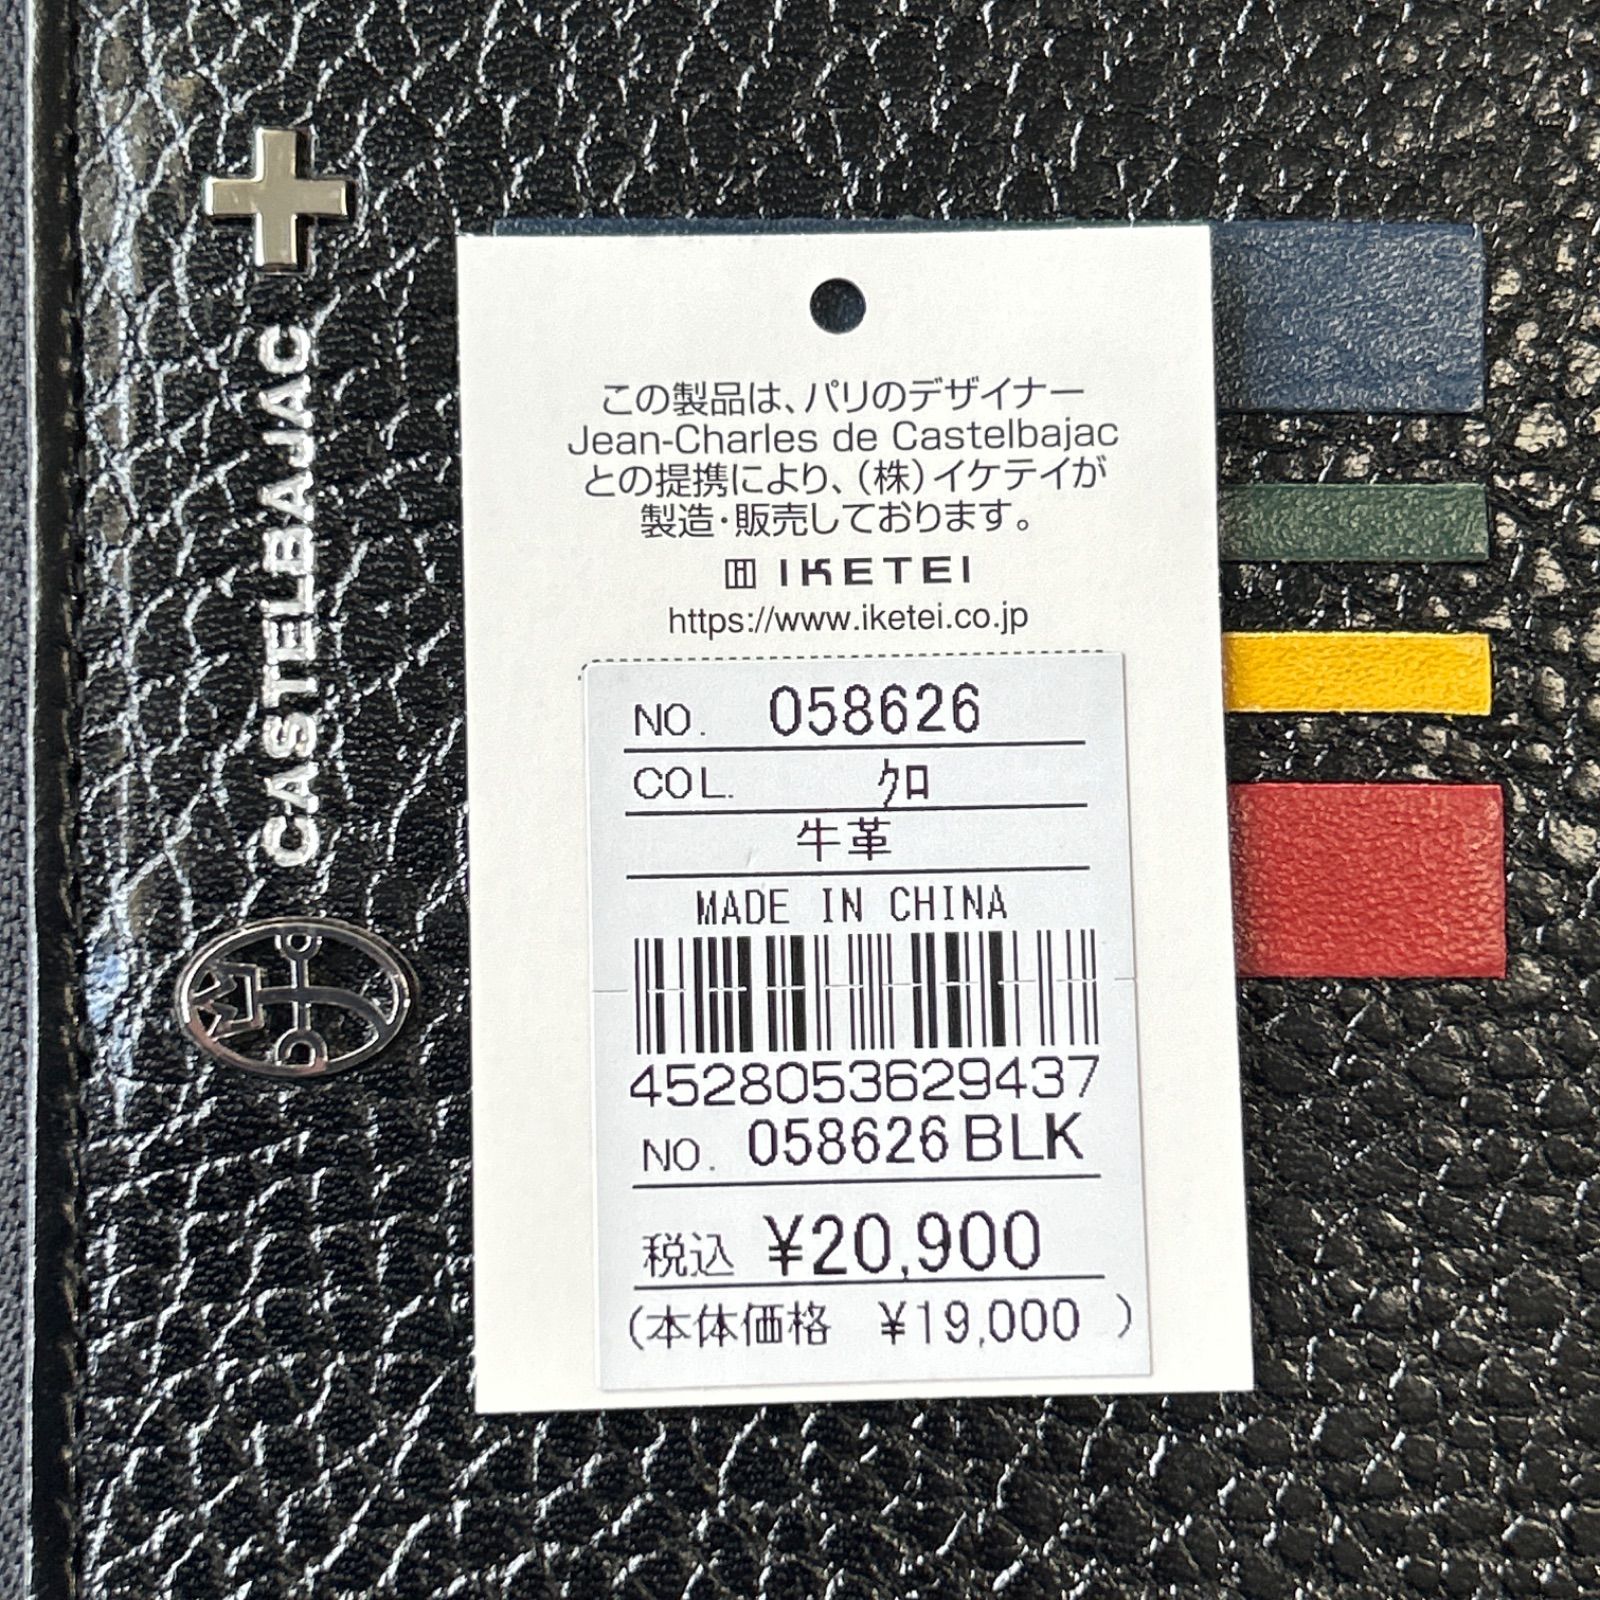 CASTELBAJAC
この製品は、パリのデザイナー
Jean-Charles de Castelbajac
との提携により、(株)イケテイが
製造・販売しております。
IKETEI
https://www.iketei.co.jp
NO. 058626
COL. クロ
牛革
MADE IN CHINA
4528053629437
NO. 058626 BLK
税込 ¥20,900
(本体価格 ¥19,000 )